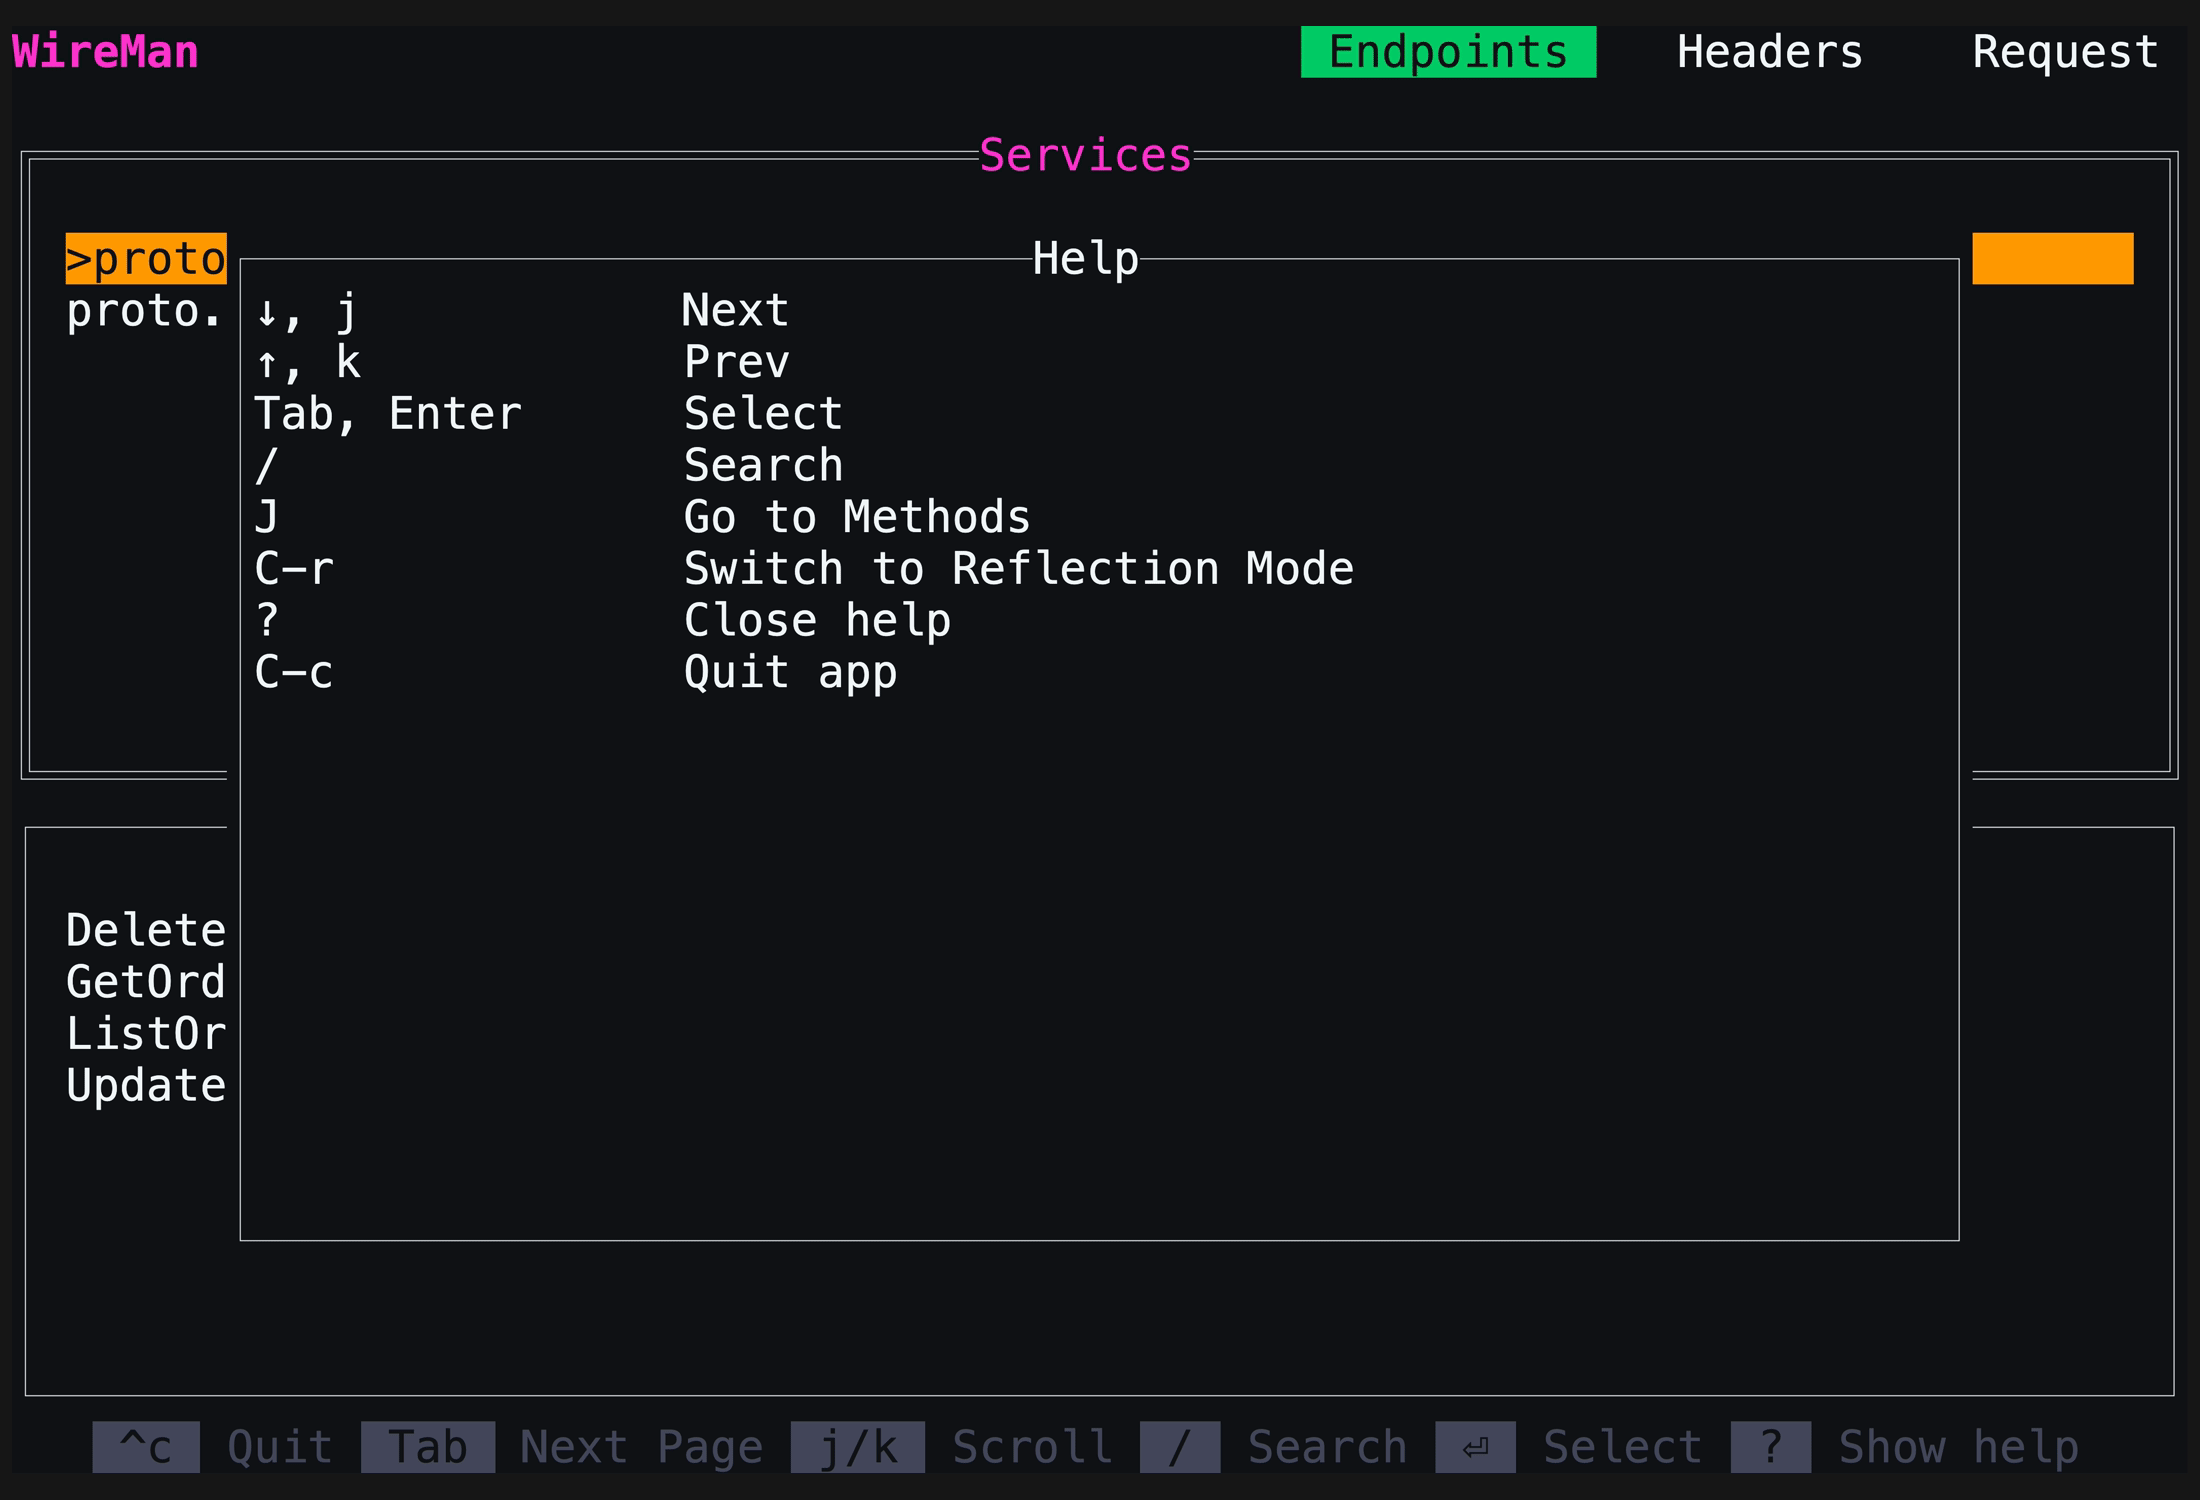 WireMan Endpoints Headers Request
Services
>proto
Help
proto.
↓, j Next
↑, k Prev
Tab, Enter Select
/ Search
J Go to Methods
C-r Switch to Reflection Mode
? Close help
C-c Quit app
Delete
GetOrd
ListOr
Update
^c Quit Tab Next Page j/k Scroll / Search ⏎ Select ? Show help